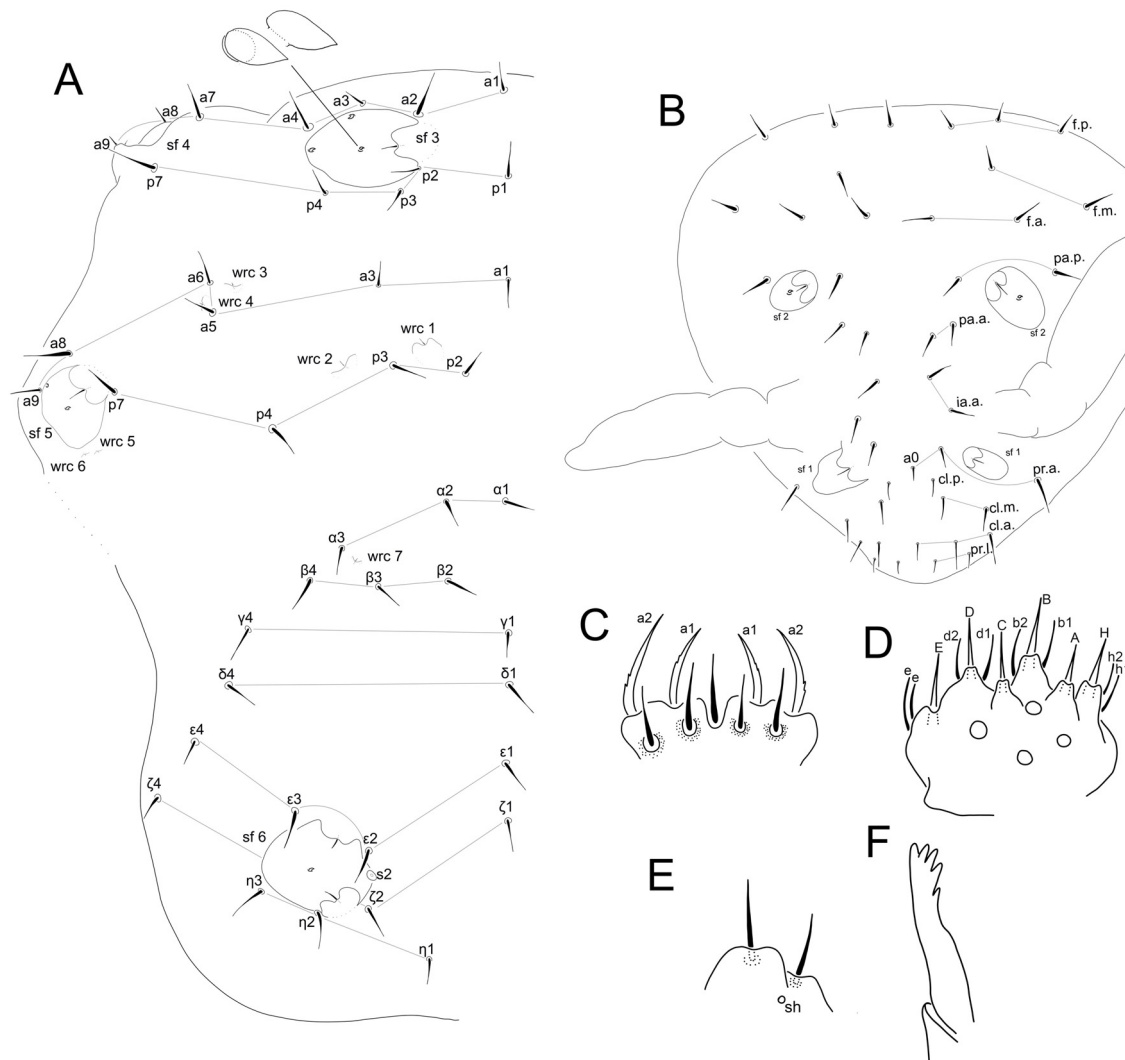 A
a1
a2
a3
a4
a7
a8
a9
sf 3
sf 4
p1
p2
p3
p4
p7
a6
wrc 3
a3
a1
wrc 4
a5
wrc 1
wrc 2
p3
p2
a8
a9
p7
p4
sf 5
wrc 5
wrc 6
α2
α1
α3
wrc 7
β4
β3
β2
γ4
γ1
δ4
δ1
ε4
ε1
ζ4
ε3
ζ1
sf 6
ε2
s2
η3
ζ2
η2
η1
B
f.p.
f.m.
f.a.
pa.p.
sf 2
sf 2
pa.a.
ia.a.
a0
sf 1
sf 1
pr.a.
cl.p.
cl.m.
cl.a.
pr.l.
C
a2
a1
a1
a2
D
B
D
C
b2
b1
d2
d1
E
A
H
h2
e
e
E
sh
F